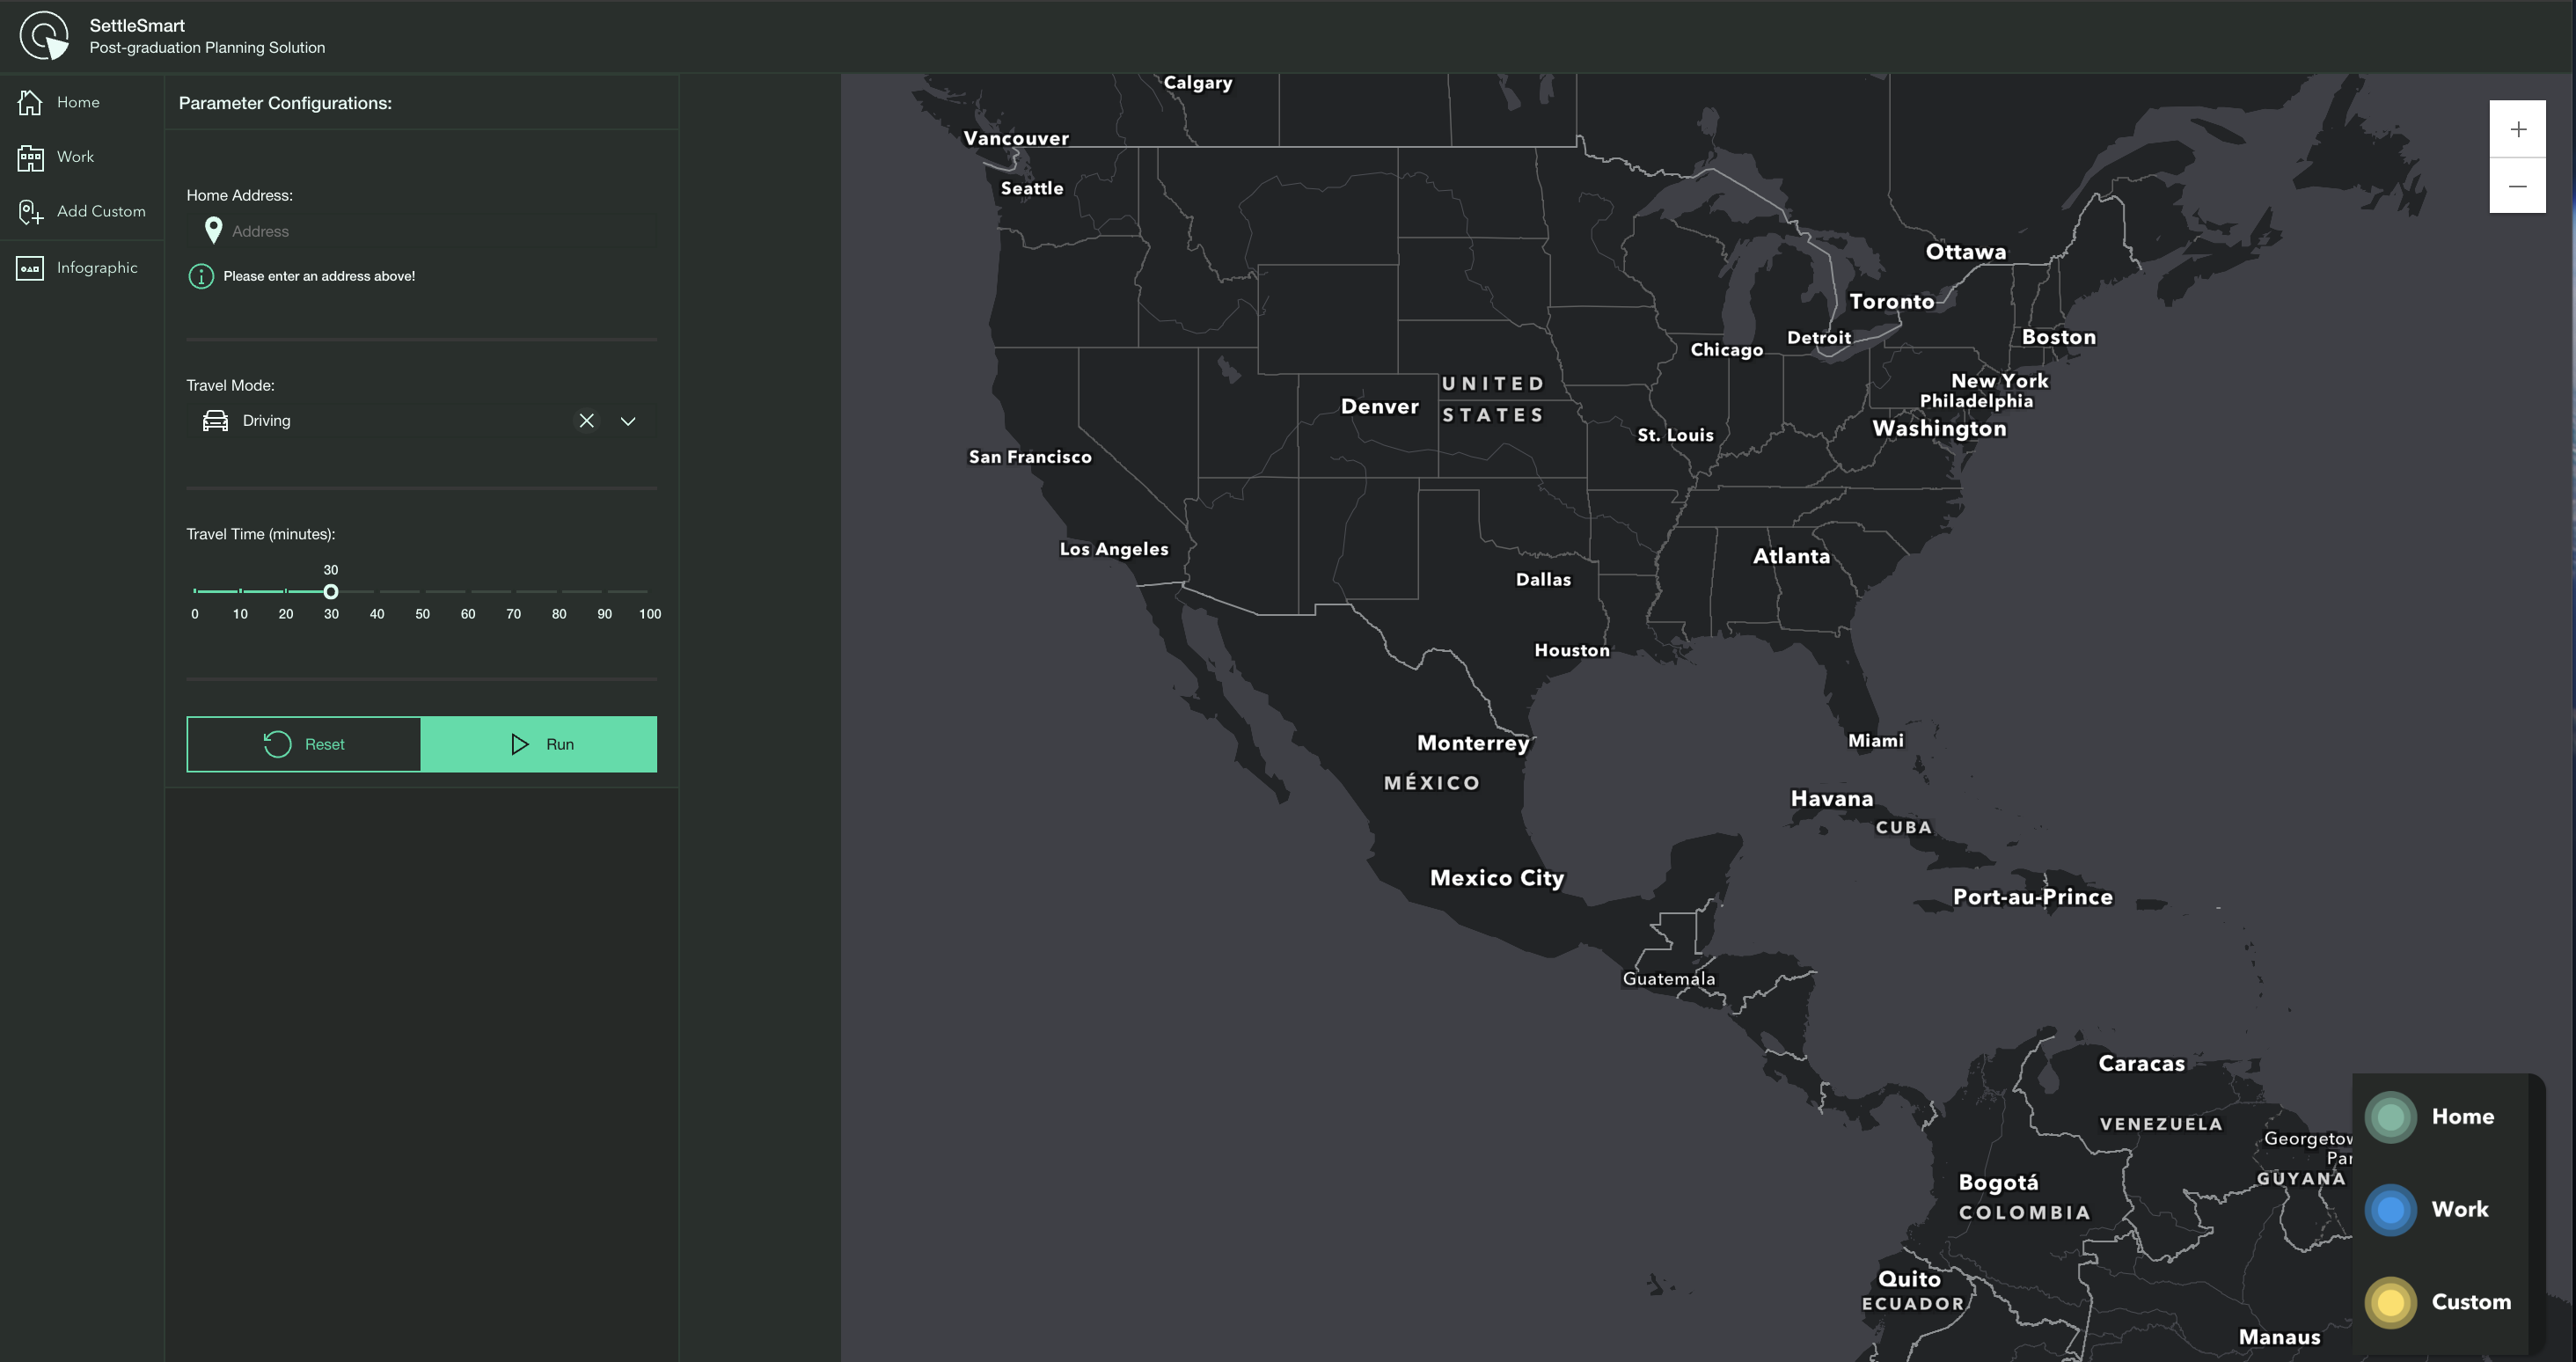 SettleSmart
Post-graduation Planning Solution
Home
Work
Add Custom
Infographic
Parameter Configurations:
Home Address:
Address
Please enter an address above!
Travel Mode:
Driving
Travel Time (minutes):
30
0 10 20 30 40 50 60 70 80 90 100
Reset
Run
Calgary
Vancouver
Seattle
Ottawa
Toronto
Detroit
Boston
Chicago
New York
UNITED
STATES
Philadelphia
Denver
Washington
St. Louis
San Francisco
Los Angeles
Atlanta
Dallas
Houston
Monterrey
Miami
MÉXICO
Havana
CUBA
Mexico City
Port-au-Prince
Guatemala
Caracas
VENEZUELA
Georgetow
Par
GUYANA
Bogotá
COLOMBIA
Quito
ECUADOR
Manaus
Home
Work
Custom